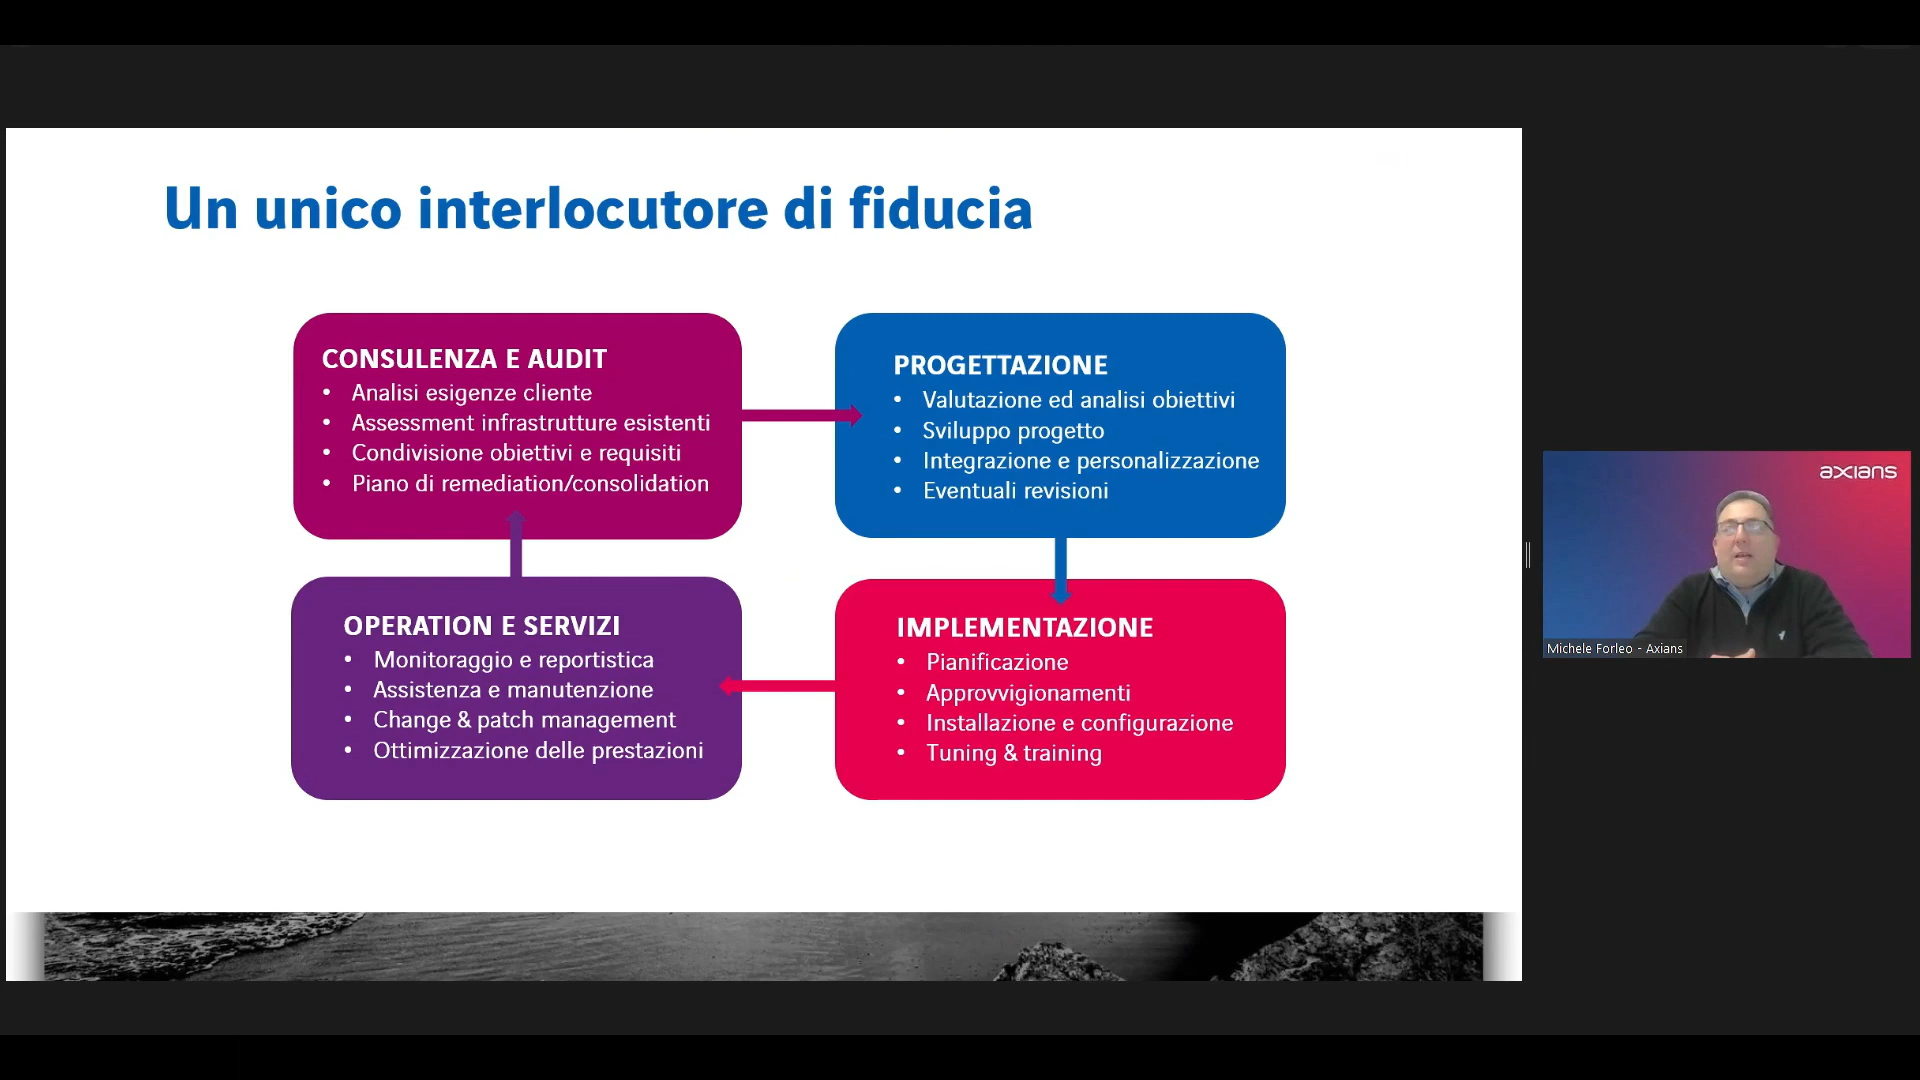 Un unico interlocutore di fiducia
CONSULENZA E AUDIT
• Analisi esigenze cliente
• Assessment infrastrutture esistenti
• Condivisione obiettivi e requisiti
• Piano di remediation/consolidation
PROGETTAZIONE
• Valutazione ed analisi obiettivi
• Sviluppo progetto
• Integrazione e personalizzazione
• Eventuali revisioni
OPERATION E SERVIZI
• Monitoraggio e reportistica
• Assistenza e manutenzione
• Change & patch management
• Ottimizzazione delle prestazioni
IMPLEMENTAZIONE
• Pianificazione
• Approvvigionamenti
• Installazione e configurazione
• Tuning & training
axians
Michele Forleo - Axians